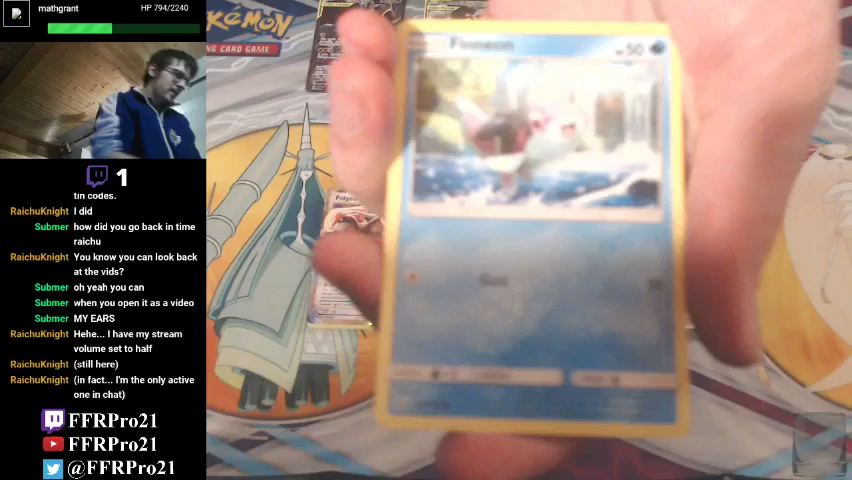 mathgrant
HP 794/2240
1
tin codes.
RaichuKnight I did
Submer how did you go back in time
raichu
RaichuKnight You know you can look back
at the vids?
Submer oh yeah you can
Submer when you open it as a video
Submer MY EARS
RaichuKnight Hehe... I have my stream
volume set to half
RaichuKnight (still here)
RaichuKnight (in fact... I'm the only active
one in chat)
FFRPro21
FFRPro21
@FFRPro21
POKéMON
CARD GAME
Finneon
50